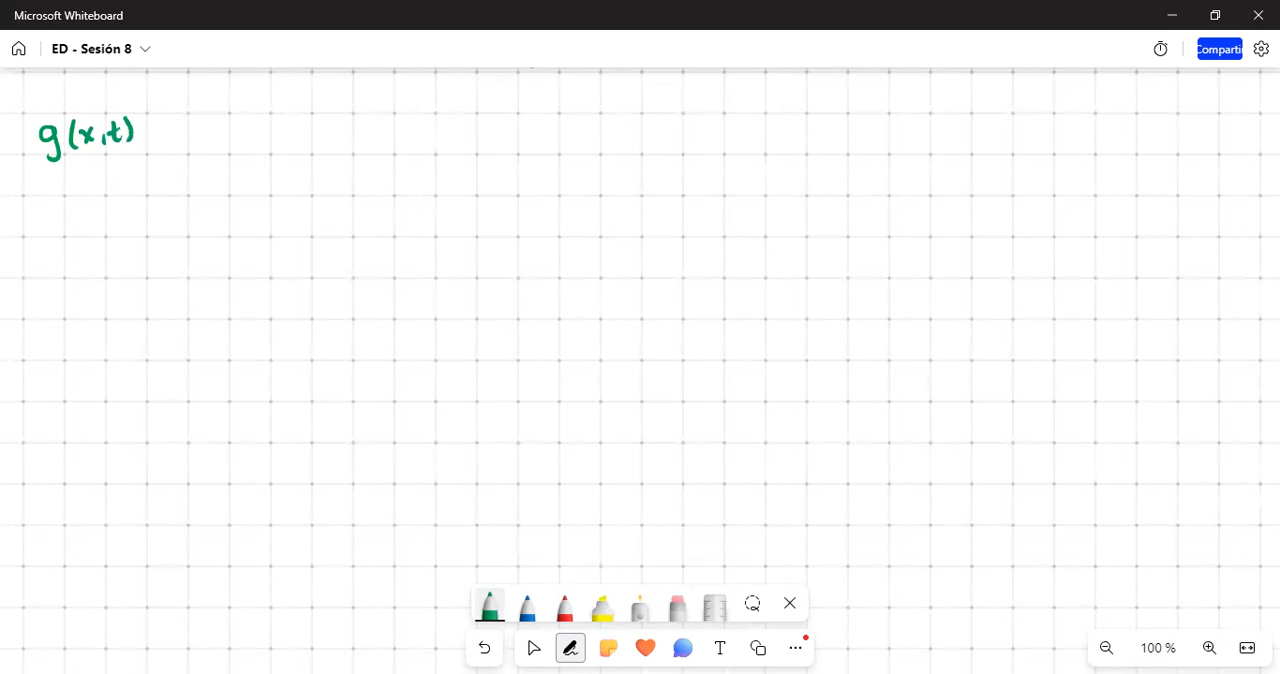 Microsoft Whiteboard
ED - Sesión 8
Comparti
g(x,t)
T
100 %